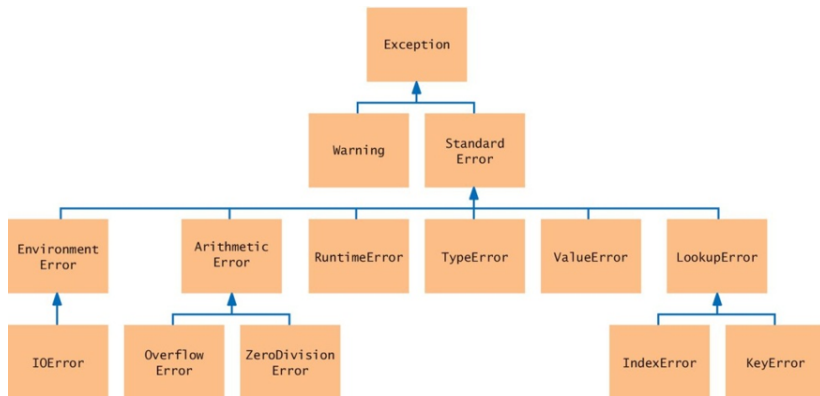 Exception
Warning
Standard
Error
Environment
Error
Arithmetic
Error
RuntimeError
TypeError
ValueError
LookupError
IOError
Overflow
Error
ZeroDivision
Error
IndexError
KeyError